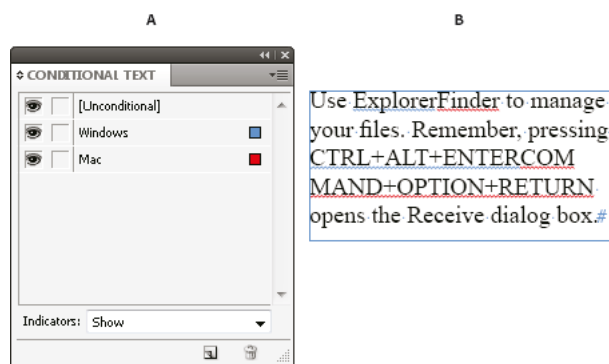 A
B
CONDITIONAL TEXT
[Unconditional]
Windows
Mac
Indicators: Show
Use ExplorerFinder to manage
your files. Remember, pressing
CTRL+ALT+ENTERCOM
MAND+OPTION+RETURN
opens the Receive dialog box.#